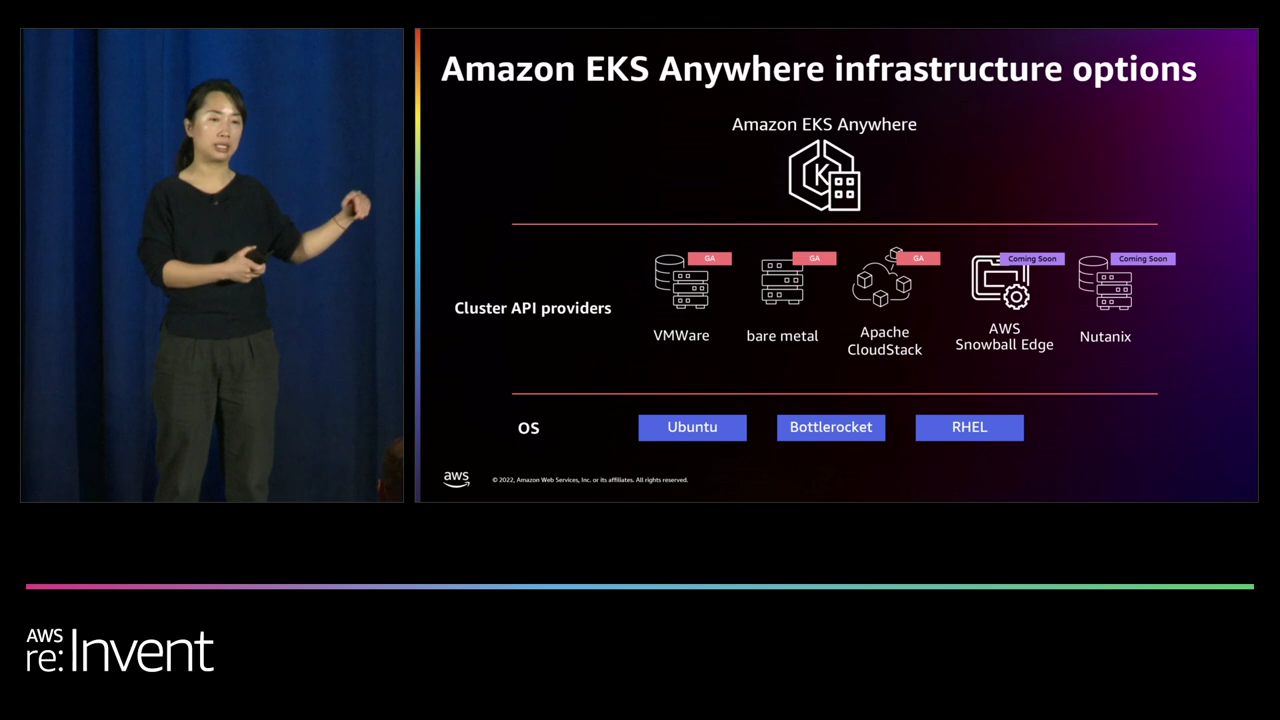 Amazon EKS Anywhere infrastructure options
Amazon EKS Anywhere
K
GA
GA
GA
Coming Soon
Coming Soon
Cluster API providers
VMWare
bare metal
Apache
CloudStack
AWS
Snowball Edge
Nutanix
OS
Ubuntu
Bottlerocket
RHEL
aws
© 2022, Amazon Web Services, Inc. or its affiliates. All rights reserved.
AWS
re:Invent